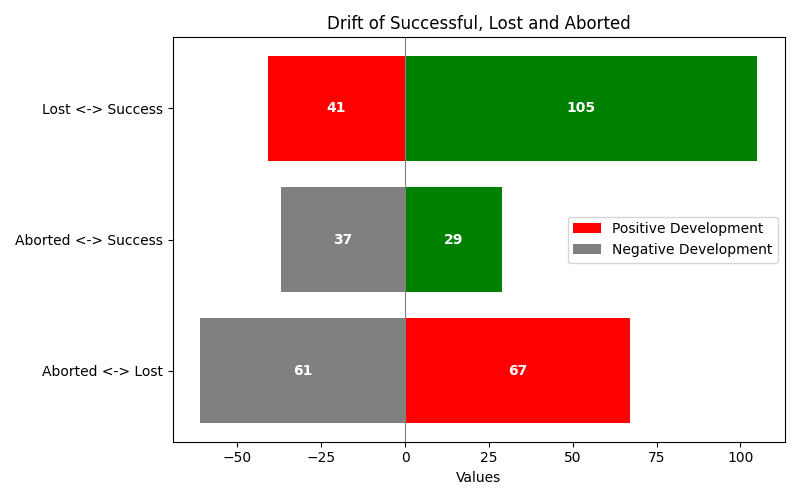 Drift of Successful, Lost and Aborted
Lost <-> Success
41
105
Aborted <-> Success
37
29
Positive Development
Negative Development
Aborted <-> Lost
61
67
−50
−25
0
25
50
75
100
Values